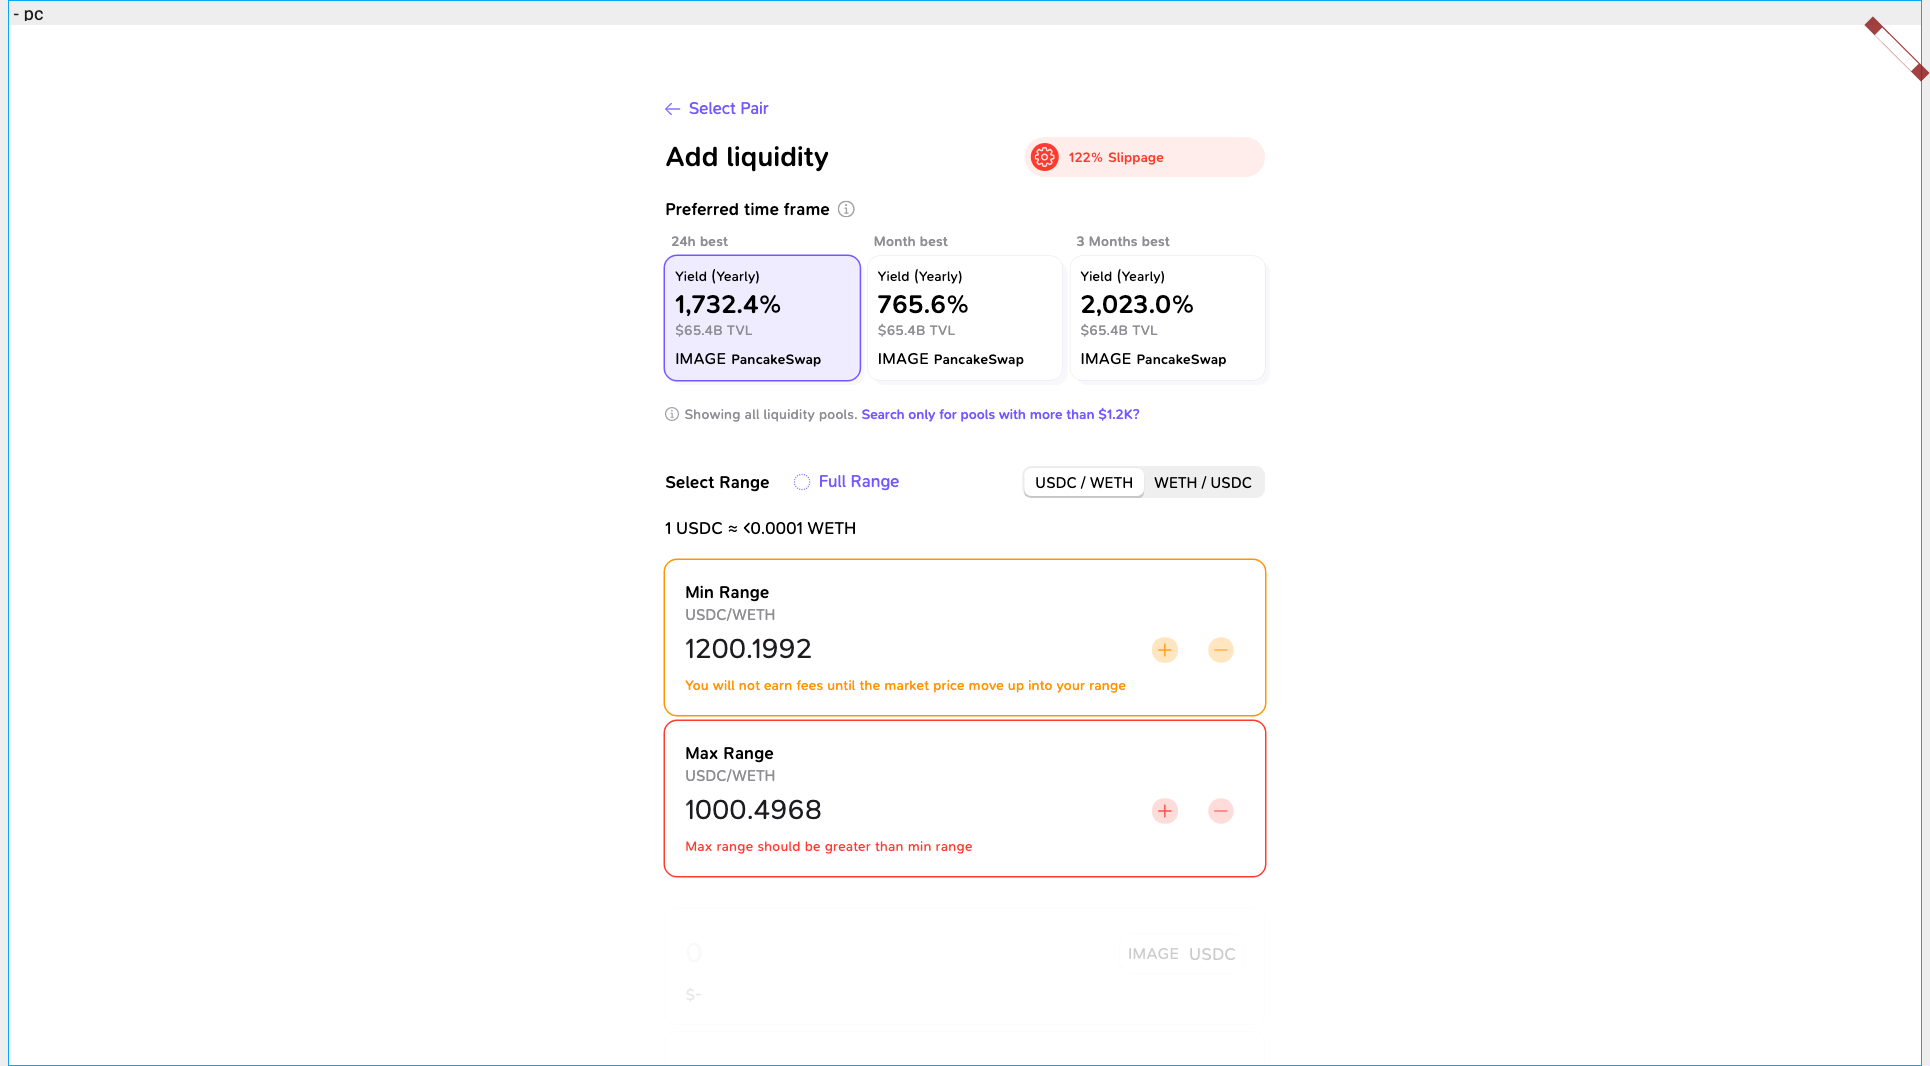 - pc
Select Pair
Add liquidity
122% Slippage
Preferred time frame
24h best
Month best
3 Months best
Yield (Yearly)
1,732.4%
$65.4B TVL
IMAGE PancakeSwap
Yield (Yearly)
765.6%
$65.4B TVL
IMAGE PancakeSwap
Yield (Yearly)
2,023.0%
$65.4B TVL
IMAGE PancakeSwap
Showing all liquidity pools. Search only for pools with more than $1.2K?
Select Range
Full Range
USDC / WETH
WETH / USDC
1 USDC ≈ <0.0001 WETH
Min Range
USDC/WETH
1200.1992
You will not earn fees until the market price move up into your range
Max Range
USDC/WETH
1000.4968
Max range should be greater than min range
0
IMAGE USDC
$-